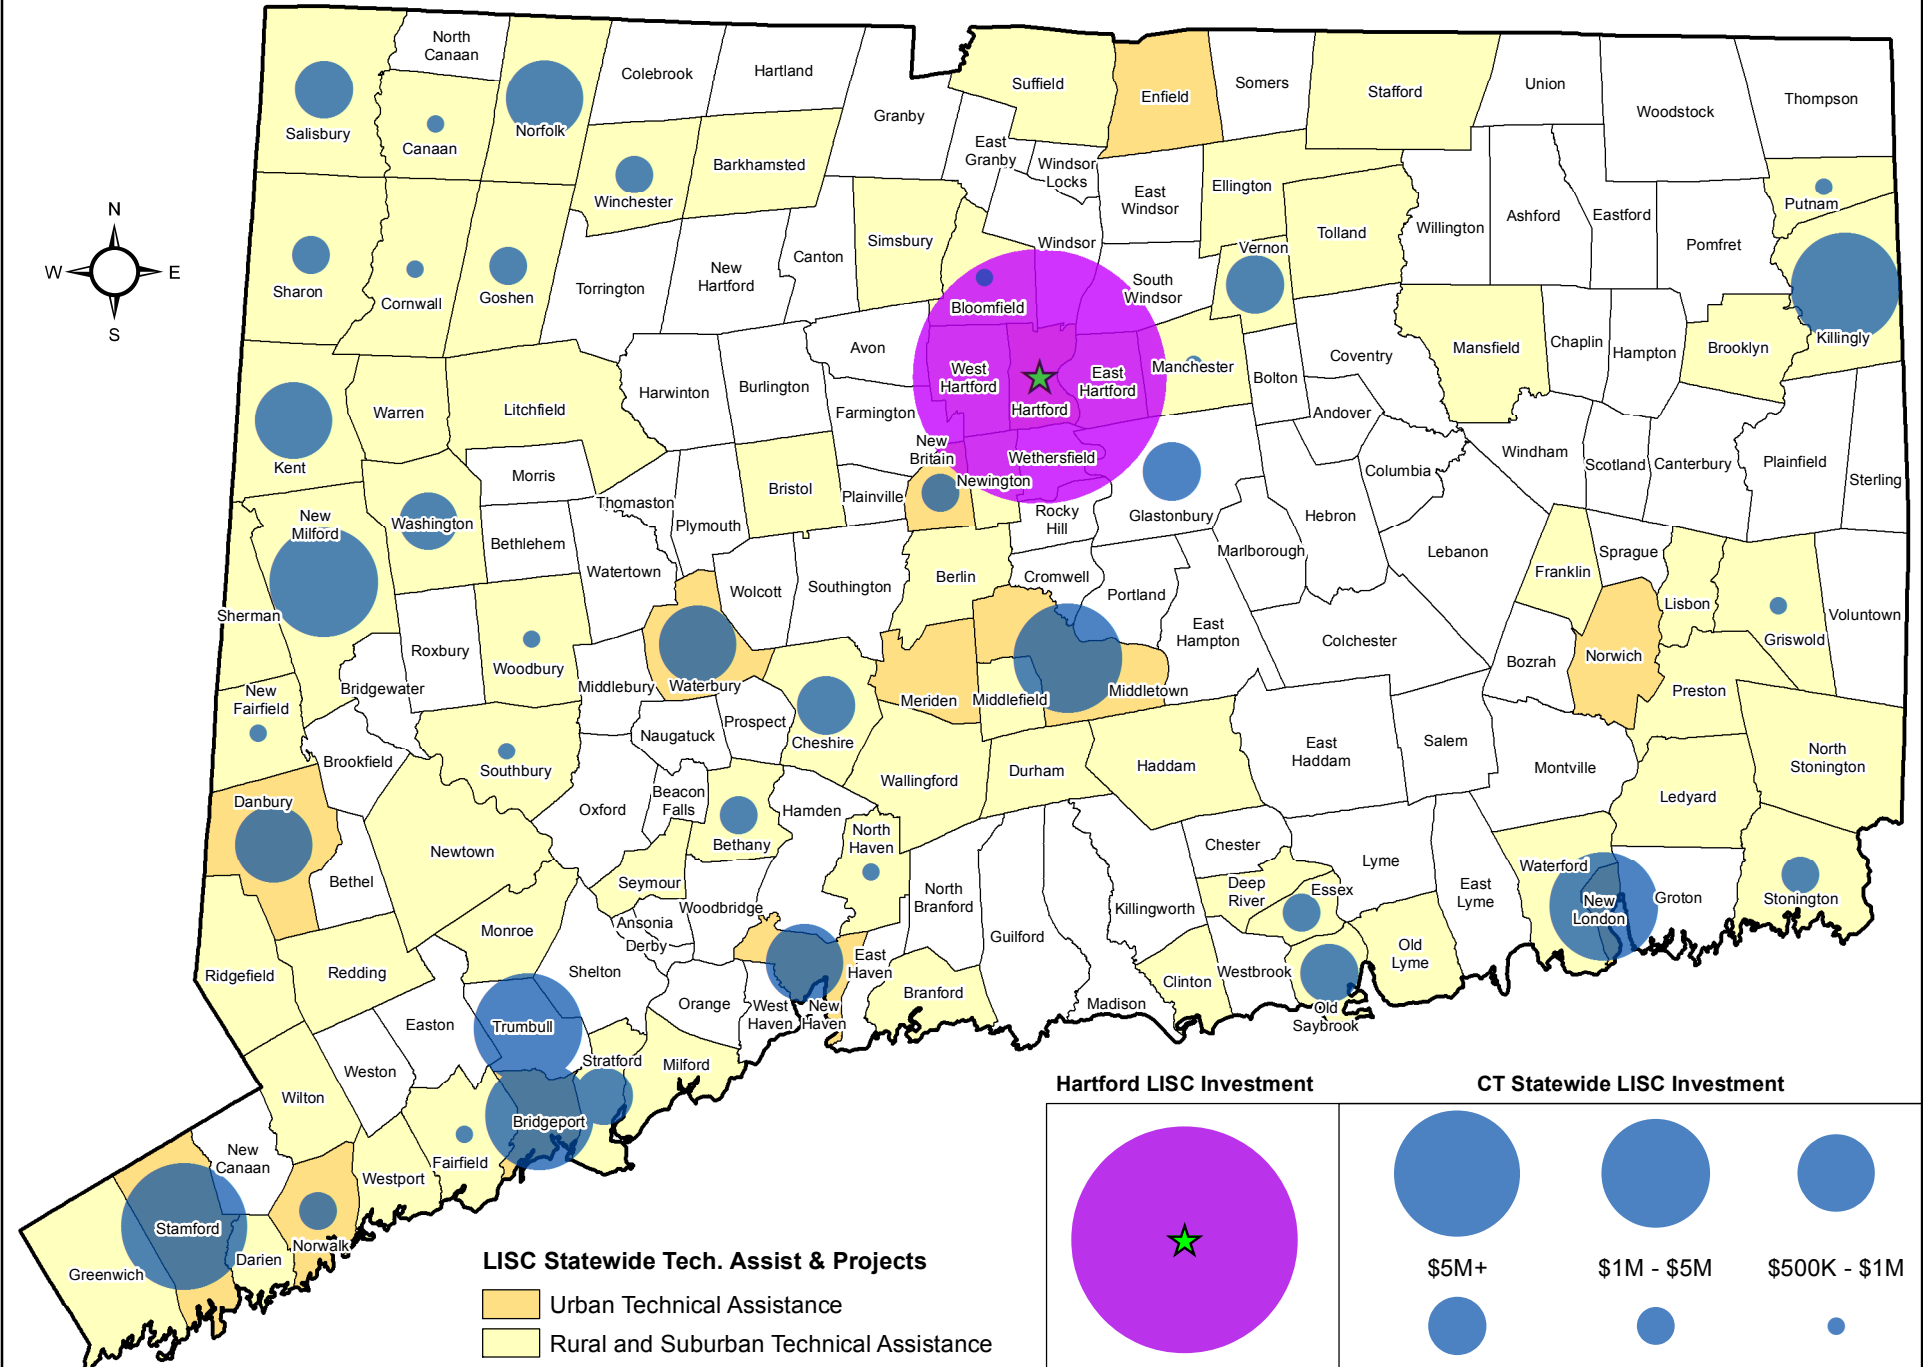 North
Canaan
Colebrook
Hartland
Salisbury
Canaan
Norfolk
Granby
Suffield
Enfield
Somers
Stafford
Union
Woodstock
Thompson
Winchester
Barkhamsted
East
Granby
Windsor
Locks
East
Windsor
Ellington
Tolland
Willington
Ashford
Eastford
Pomfret
Putnam
N
W
E
S
Sharon
Cornwall
Goshen
Torrington
New
Hartford
Canton
Simsbury
Bloomfield
Windsor
South
Windsor
Vernon
Killingly
Kent
Warren
Litchfield
Harwinton
Burlington
Avon
Farmington
West
Hartford
Hartford
East
Hartford
Manchester
Bolton
Coventry
Andover
Mansfield
Chaplin
Hampton
Brooklyn
New
Milford
Washington
Morris
Bethlehem
Thomaston
Watertown
Plymouth
Bristol
Plainville
New
Britain
Newington
Wethersfield
Rocky
Hill
Glastonbury
Marlborough
Hebron
Columbia
Lebanon
Windham
Scotland
Canterbury
Plainfield
Sterling
Sherman
Bridgewater
Roxbury
Woodbury
Middlebury
Waterbury
Wolcott
Southington
Berlin
Cromwell
Portland
East
Hampton
Colchester
Franklin
Sprague
Bozrah
Norwich
Lisbon
Griswold
Voluntown
New
Fairfield
Brookfield
Southbury
Naugatuck
Prospect
Cheshire
Meriden
Middlefield
Middletown
Preston
Danbury
Bethel
Newtown
Oxford
Beacon
Falls
Bethany
Hamden
Wallingford
Durham
Haddam
East
Haddam
Salem
Montville
Ledyard
North
Stonington
Ridgefield
Redding
Monroe
Seymour
Ansonia
Derby
Woodbridge
North
Haven
North
Branford
Guilford
Killingworth
Chester
Deep
River
Essex
Lyme
East
Lyme
Waterford
New
London
Groton
Stonington
Wilton
Weston
Easton
Trumbull
Shelton
Orange
West
Haven
New
Haven
East
Haven
Branford
Madison
Clinton
Westbrook
Old
Saybrook
Old
Lyme
Stratford
Milford
Bridgeport
Fairfield
Westport
New
Canaan
Norwalk
Darien
Stamford
Greenwich
LISC Statewide Tech. Assist & Projects
Urban Technical Assistance
Rural and Suburban Technical Assistance
Hartford LISC Investment
CT Statewide LISC Investment
$5M+
$1M - $5M
$500K - $1M